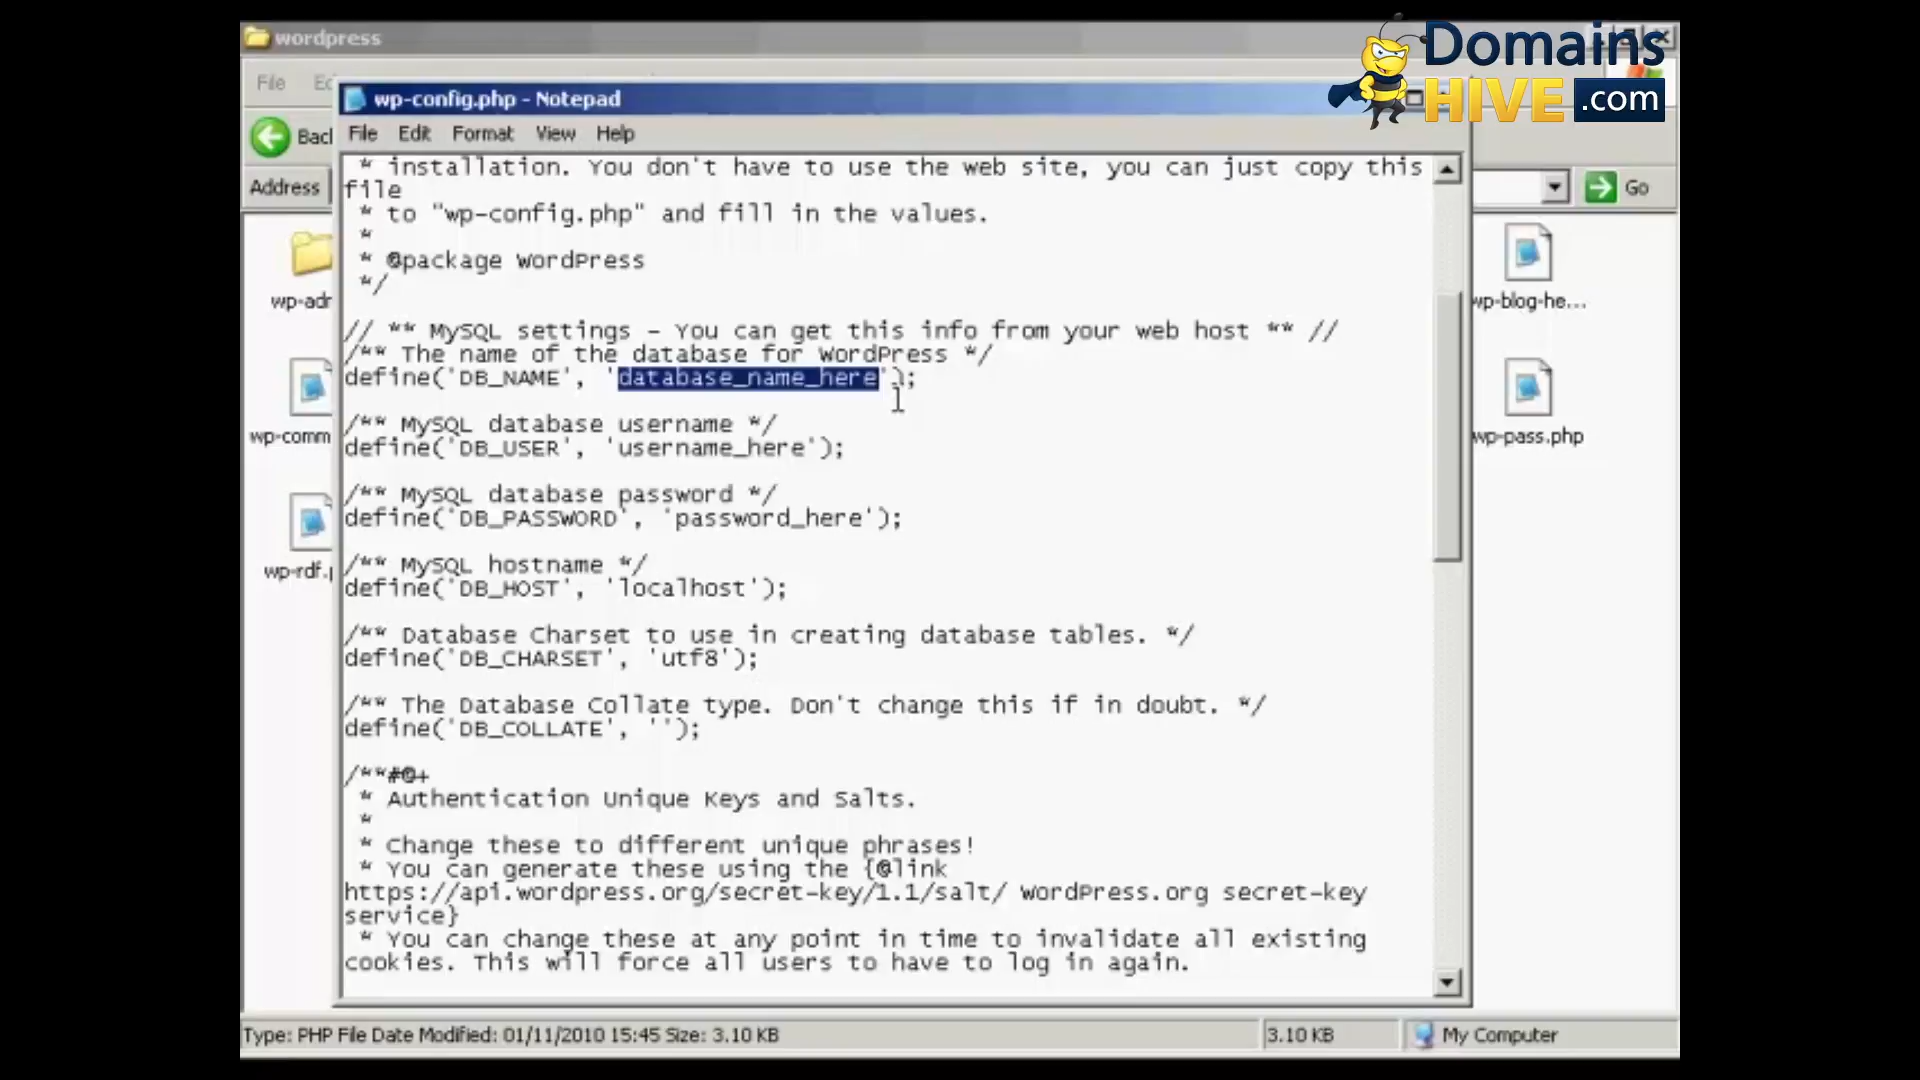 wordpress
Domains
HIVE.com
File
wp-config.php - Notepad
File Edit Format View Help
Address
Go
* installation. You don't have to use the web site, you can just copy this
file
* to "wp-config.php" and fill in the values.
*
* @package WordPress
*/
// ** MySQL settings - You can get this info from your web host ** //
/** The name of the database for WordPress */
define('DB_NAME', 'database_name_here');
/** MySQL database username */
define('DB_USER', 'username_here');
/** MySQL database password */
define('DB_PASSWORD', 'password_here');
/** MySQL hostname */
define('DB_HOST', 'localhost');
/** Database Charset to use in creating database tables. */
define('DB_CHARSET', 'utf8');
/** The Database Collate type. Don't change this if in doubt. */
define('DB_COLLATE', '');
/**#@+
* Authentication Unique Keys and Salts.
*
* Change these to different unique phrases!
* You can generate these using the {@link
https://api.wordpress.org/secret-key/1.1/salt/ WordPress.org secret-key
service}
* You can change these at any point in time to invalidate all existing
cookies. This will force all users to have to log in again.
wp-blog-he...
wp-comm
wp-pass.php
wp-rdf.
Type: PHP File Date Modified: 01/11/2010 15:45 Size: 3.10 KB
3.10 KB
My Computer